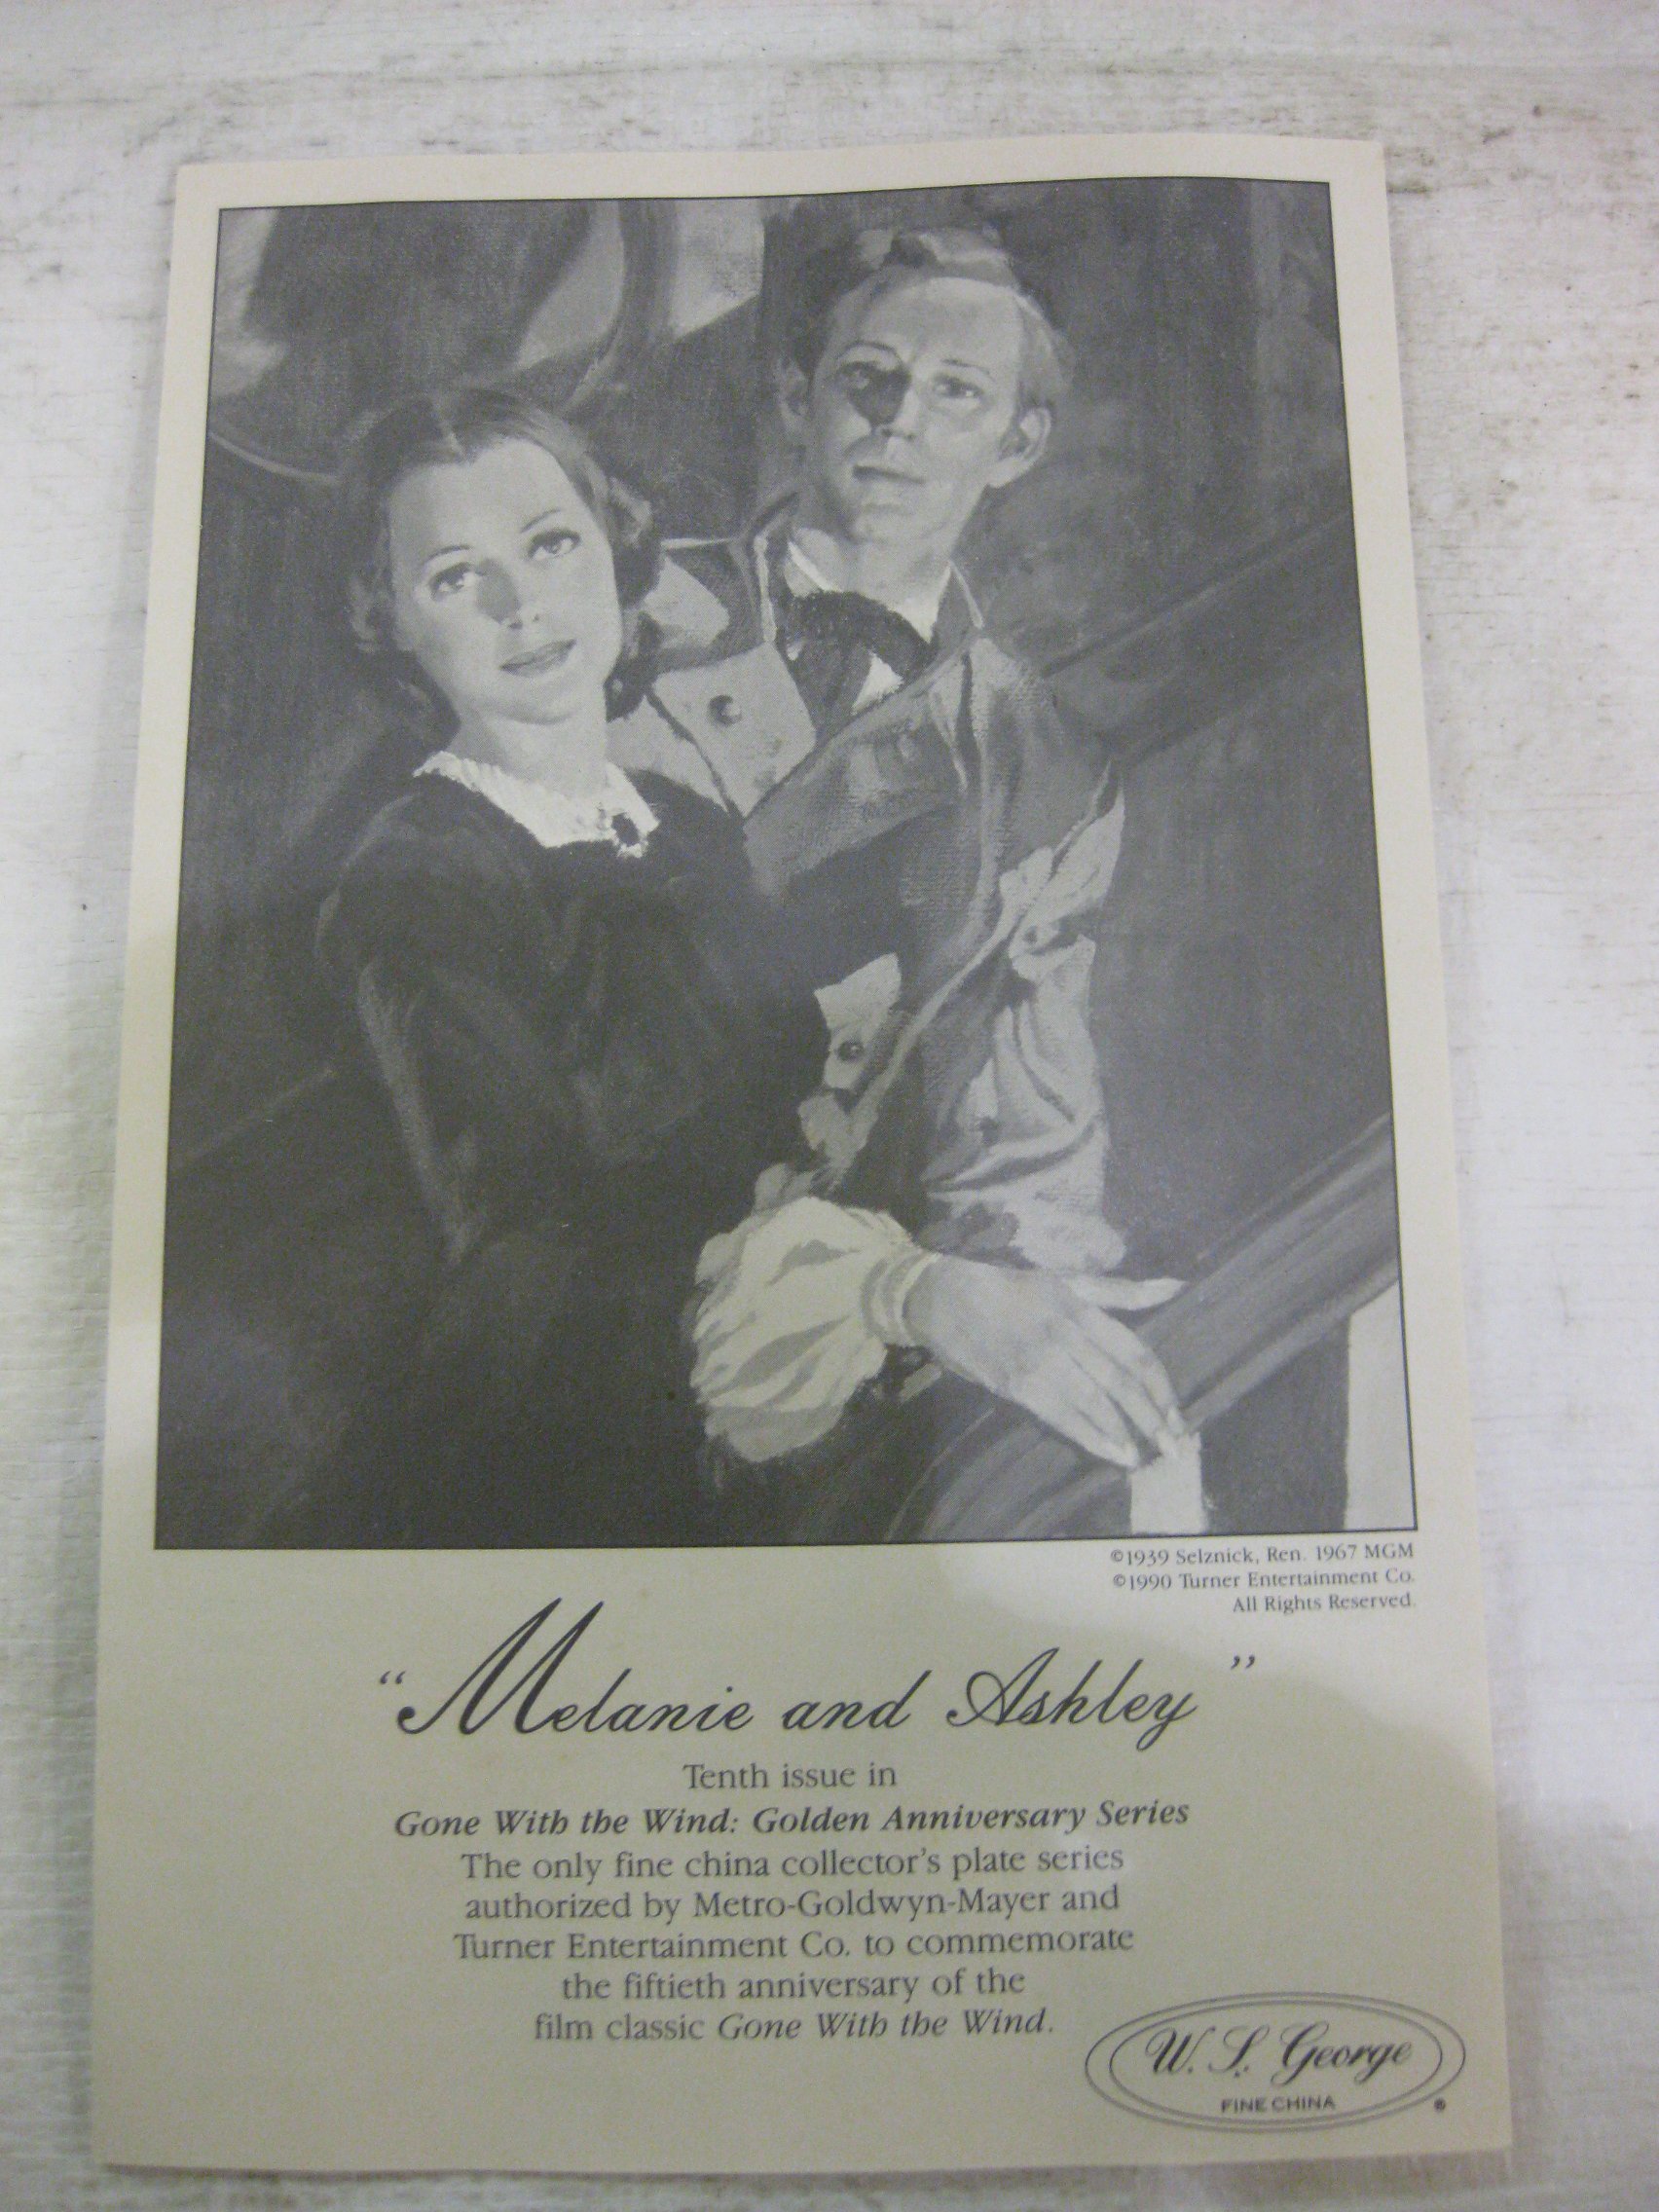 ©1939 Selznick, Ren. 1967 MGM
©1990 Turner Entertainment Co.
All Rights Reserved.
“Melanie and Ashley”
Tenth issue in
Gone With the Wind: Golden Anniversary Series
The only fine china collector's plate series
authorized by Metro-Goldwyn-Mayer and
Turner Entertainment Co. to commemorate
the fiftieth anniversary of the
film classic Gone With the Wind.
W. S. George
FINE CHINA
®